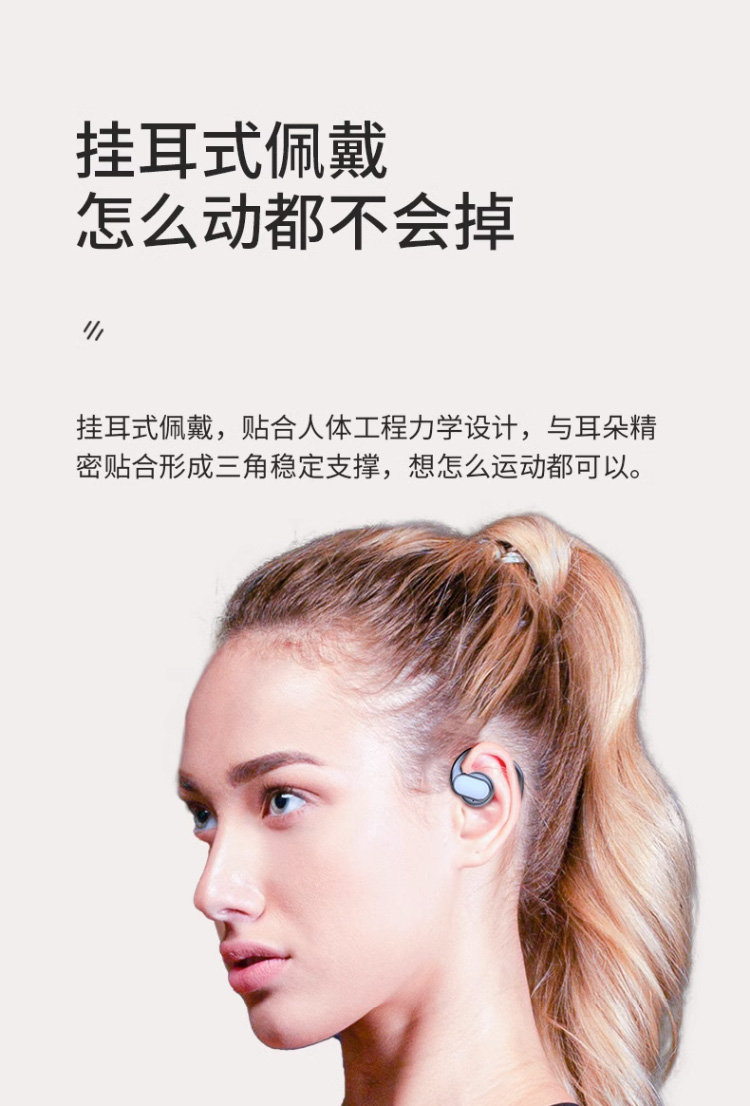 挂耳式佩戴
怎么动都不会掉
挂耳式佩戴，贴合人体工程力学设计，与耳朵精
密贴合形成三角稳定支撑，想怎么运动都可以。